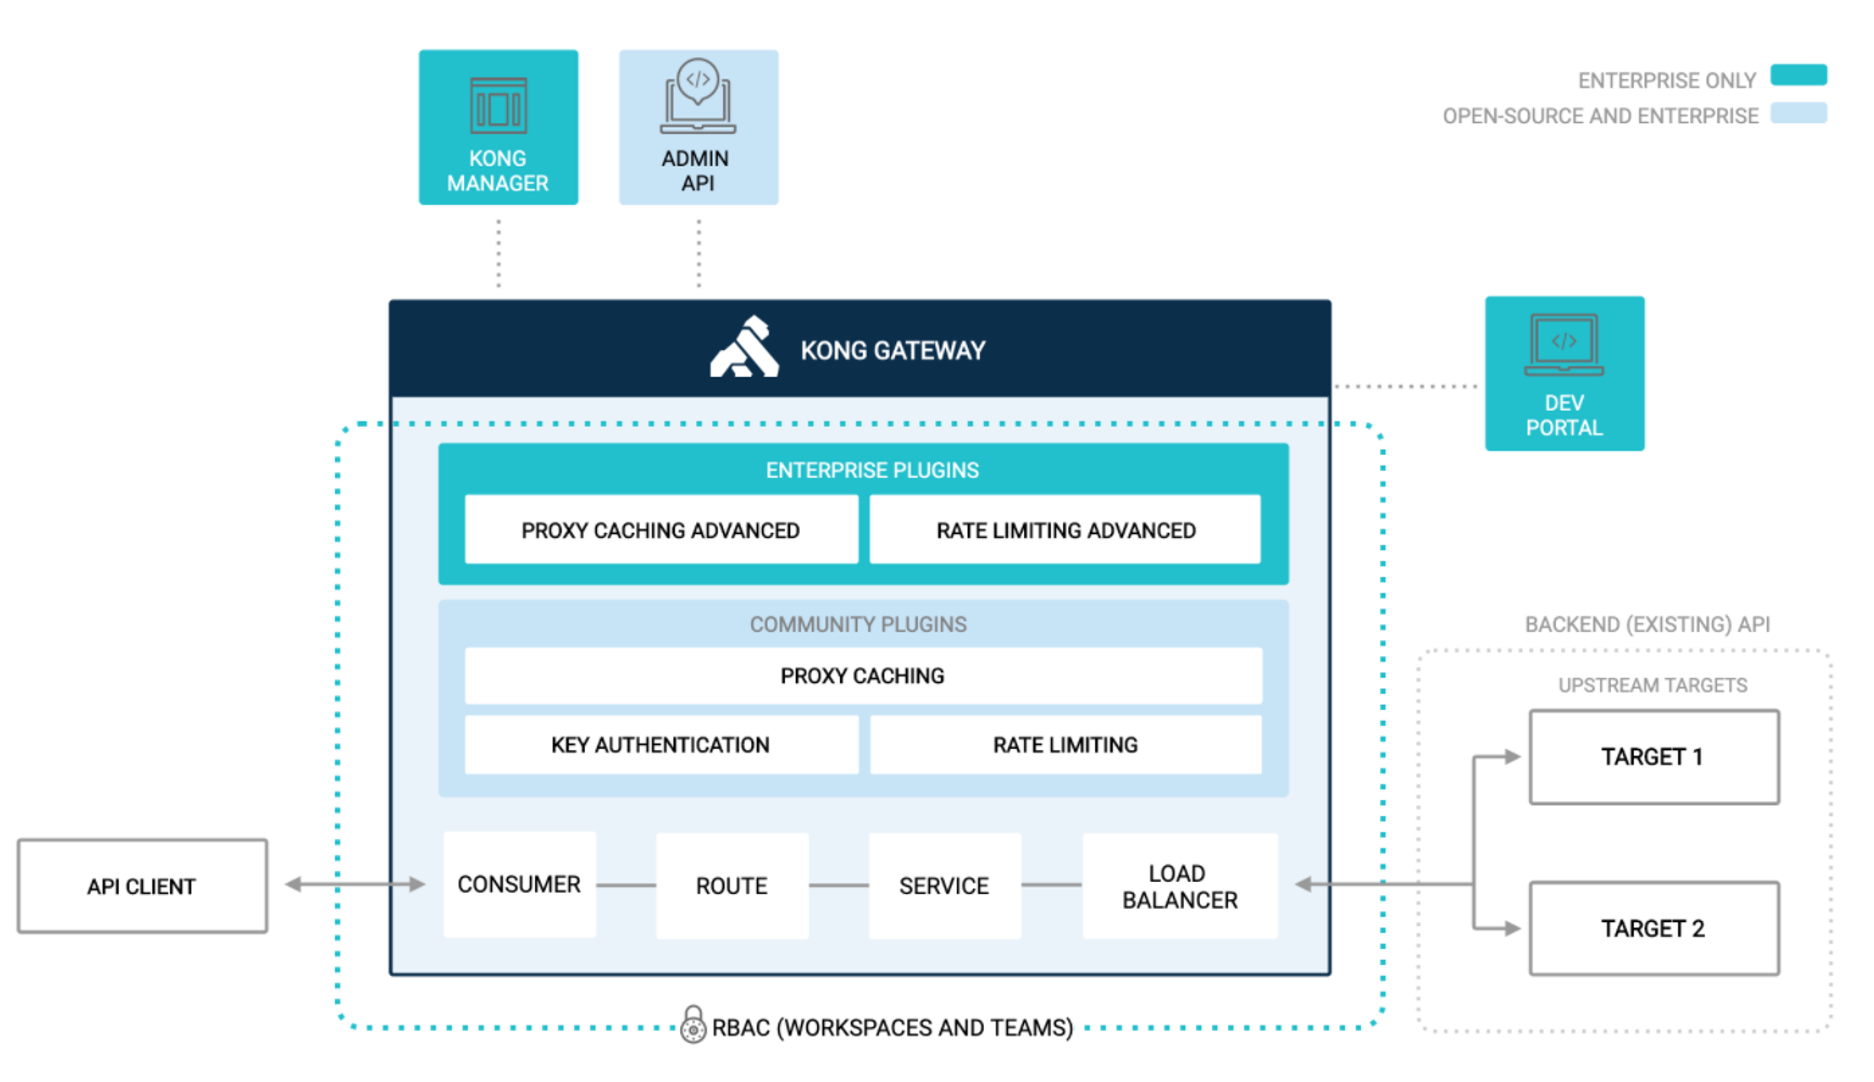 KONG
MANAGER
ADMIN
API
ENTERPRISE ONLY
OPEN-SOURCE AND ENTERPRISE
</>
KONG GATEWAY
</>
DEV
PORTAL
ENTERPRISE PLUGINS
PROXY CACHING ADVANCED
RATE LIMITING ADVANCED
COMMUNITY PLUGINS
PROXY CACHING
KEY AUTHENTICATION
RATE LIMITING
BACKEND (EXISTING) API
UPSTREAM TARGETS
TARGET 1
TARGET 2
API CLIENT
CONSUMER
ROUTE
SERVICE
LOAD
BALANCER
RBAC (WORKSPACES AND TEAMS)